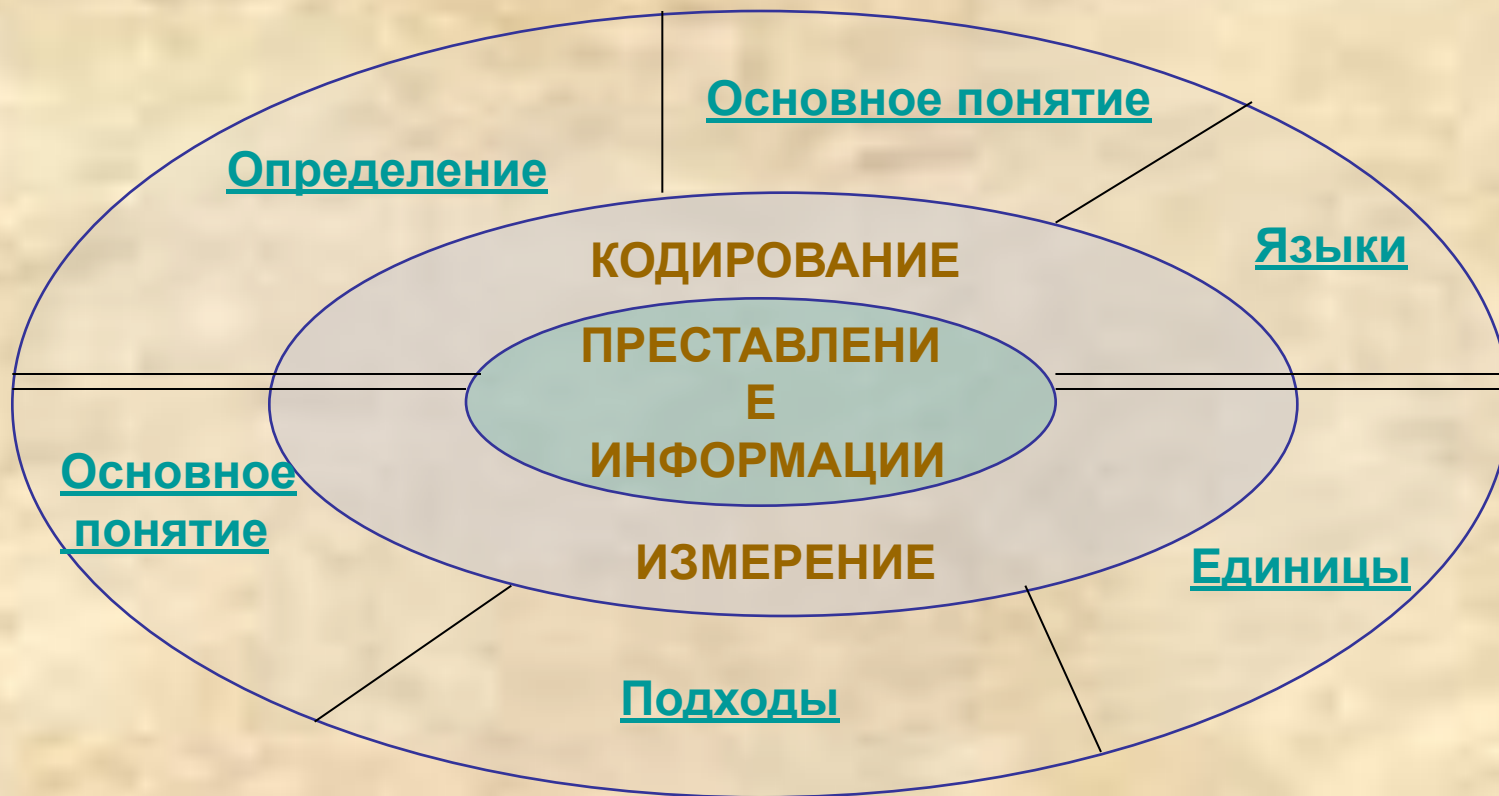 Основное понятие
Определение
Языки
КОДИРОВАНИЕ
ПРЕСТАВЛЕНИ
Е
ИНФОРМАЦИИ
Основное
понятие
ИЗМЕРЕНИЕ
Единицы
Подходы